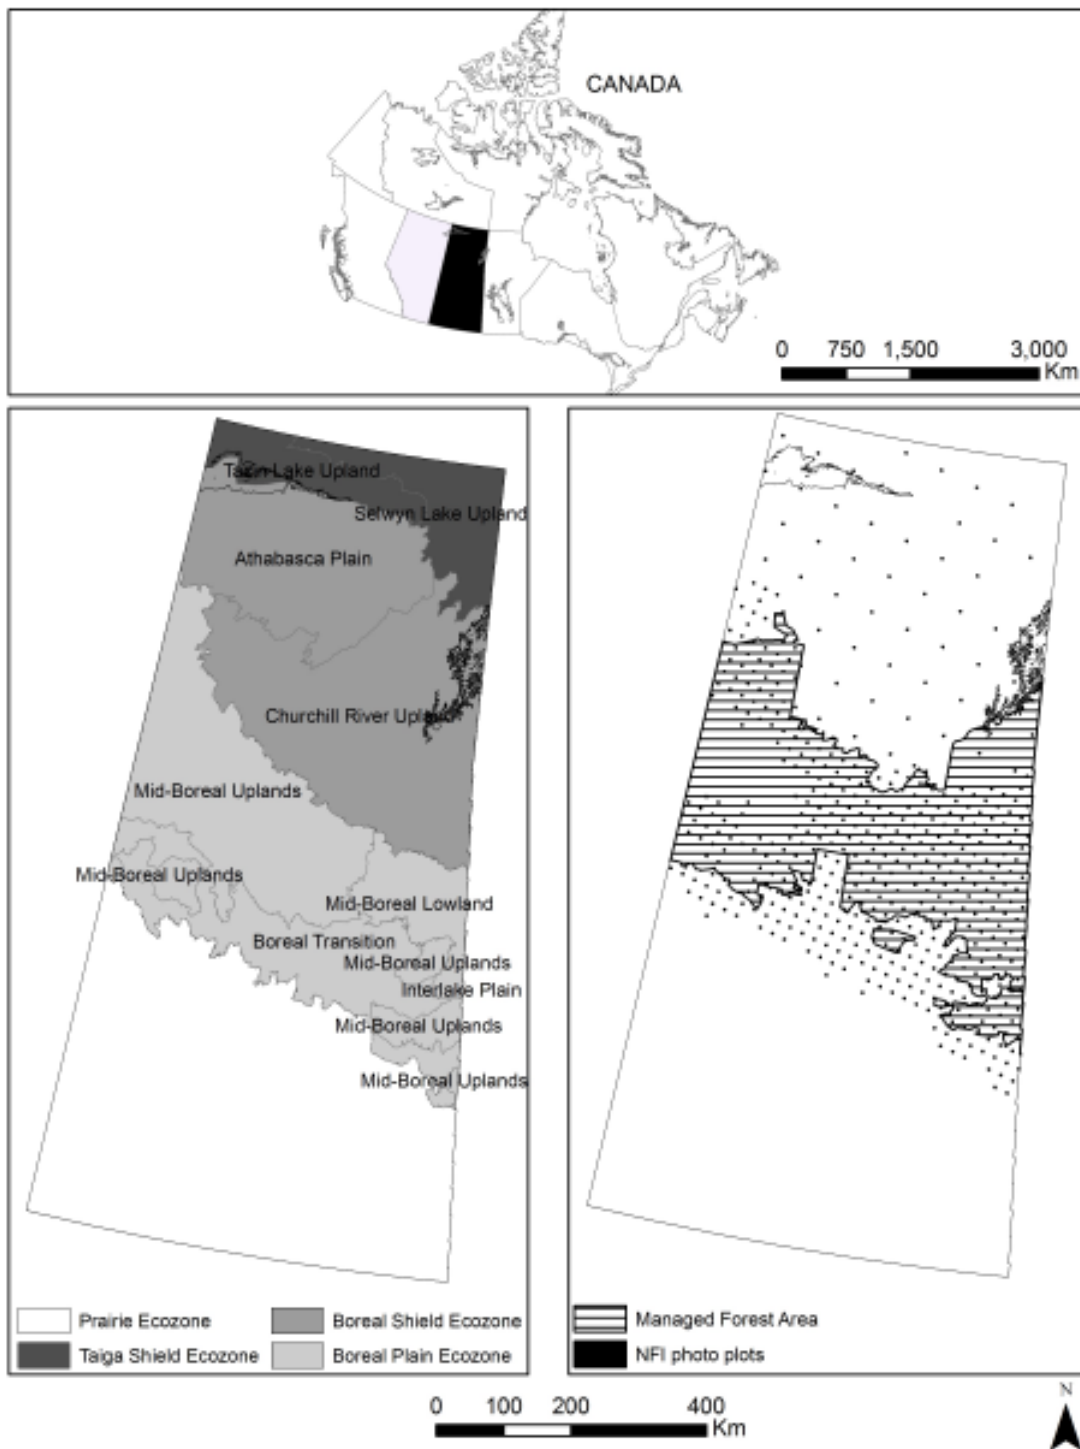 CANADA
0 750 1,500 3,000
Km
Tazin Lake Upland
Selwyn Lake Upland
Athabasca Plain
Churchill River Upland
Mid-Boreal Uplands
Mid-Boreal Uplands
Mid-Boreal Lowland
Boreal Transition
Mid-Boreal Uplands
Interlake Plain
Mid-Boreal Uplands
Mid-Boreal Uplands
Prairie Ecozone
Boreal Shield Ecozone
Taiga Shield Ecozone
Boreal Plain Ecozone
Managed Forest Area
NFI photo plots
0 100 200 400
Km
N